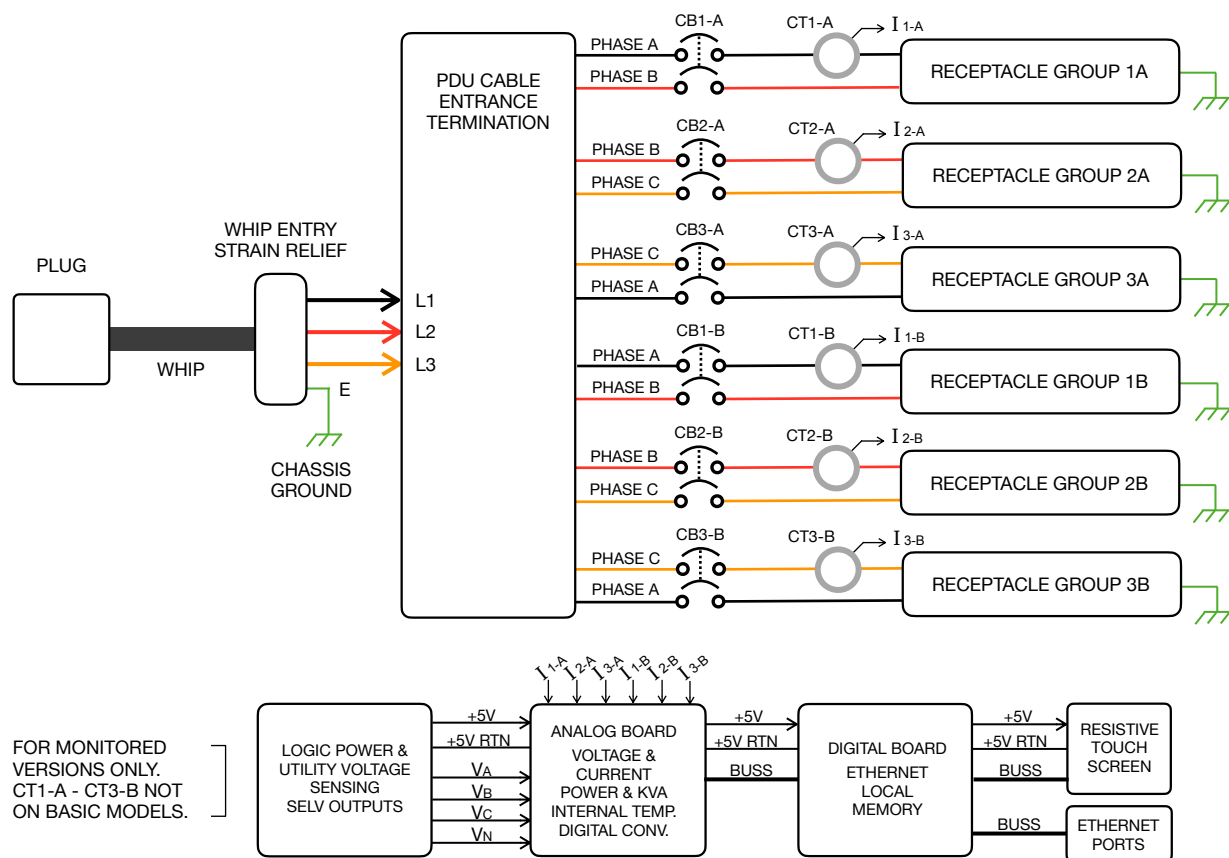 CB1-A
CT1-A
I 1-A
PHASE A
PHASE B
RECEPTACLE GROUP 1A
PDU CABLE
ENTRANCE
TERMINATION
CB2-A
CT2-A
I 2-A
PHASE B
PHASE C
RECEPTACLE GROUP 2A
CB3-A
CT3-A
I 3-A
PHASE C
PHASE A
RECEPTACLE GROUP 3A
PLUG
WHIP
WHIP ENTRY
STRAIN RELIEF
L1
L2
L3
E
CHASSIS
GROUND
CB1-B
CT1-B
I 1-B
PHASE A
PHASE B
RECEPTACLE GROUP 1B
CB2-B
CT2-B
I 2-B
PHASE B
PHASE C
RECEPTACLE GROUP 2B
CB3-B
CT3-B
I 3-B
PHASE C
PHASE A
RECEPTACLE GROUP 3B
FOR MONITORED
VERSIONS ONLY.
CT1-A - CT3-B NOT
ON BASIC MODELS.
LOGIC POWER &
UTILITY VOLTAGE
SENSING
SELV OUTPUTS
+5V
+5V RTN
VA
VB
VC
VN
I 1-A
I 2-A
I 3-A
I 1-B
I 2-B
I 3-B
ANALOG BOARD
VOLTAGE &
CURRENT
POWER & KVA
INTERNAL TEMP.
DIGITAL CONV.
+5V
+5V RTN
BUSS
DIGITAL BOARD
ETHERNET
LOCAL
MEMORY
+5V
+5V RTN
BUSS
BUSS
RESISTIVE
TOUCH
SCREEN
ETHERNET
PORTS